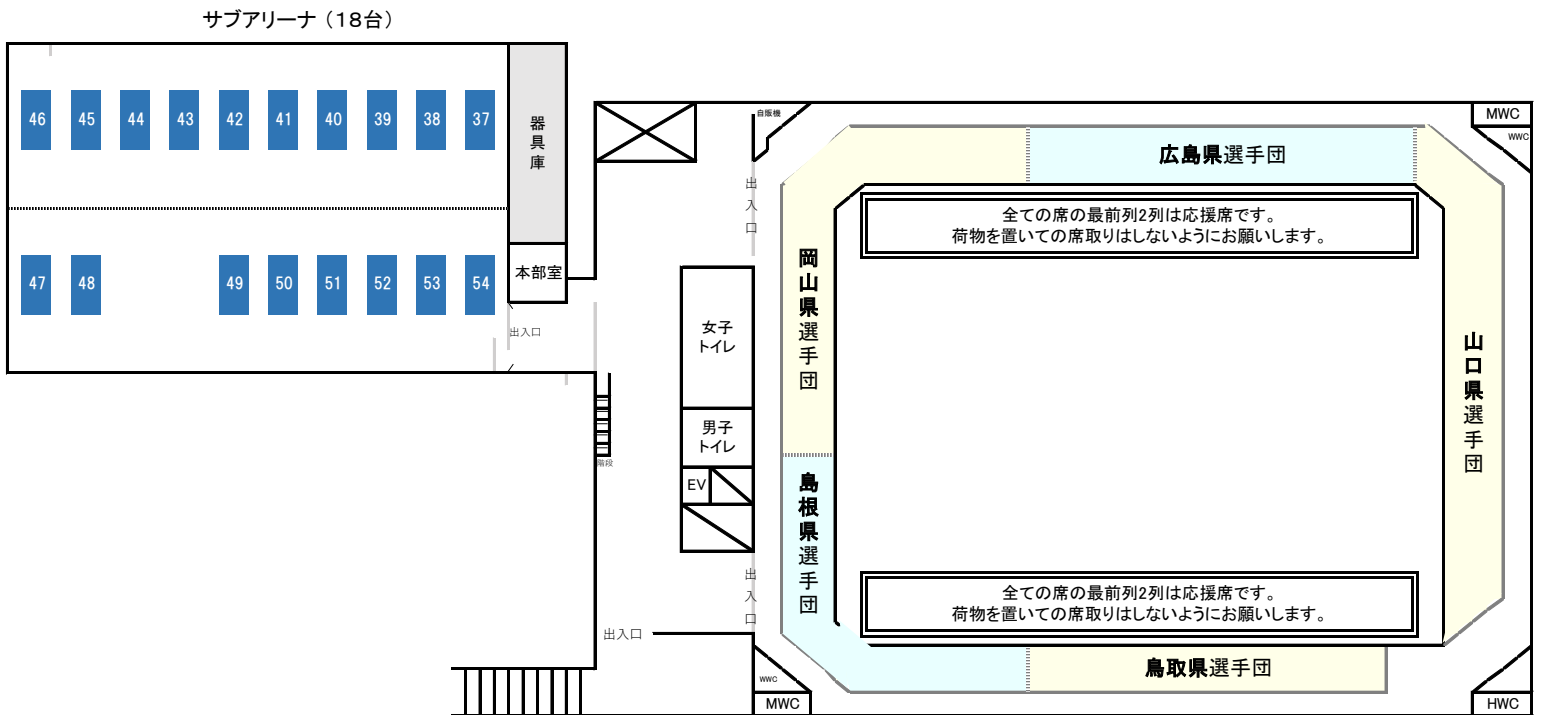 サブアリーナ（18台）
46 45 44 43 42 41 40 39 38 37
器具庫
47 48 49 50 51 52 53 54
本部室
出入口
自販機
出入口
MWC
WWC
広島県選手団
全ての席の最前列2列は応援席です。
荷物を置いての席取りはしないようにお願いします。
岡山県選手団
山口県選手団
女子
トイレ
男子
トイレ
階段
EV
島根県選手団
出入口
出入口
全ての席の最前列2列は応援席です。
荷物を置いての席取りはしないようにお願いします。
鳥取県選手団
WWC
MWC
HWC